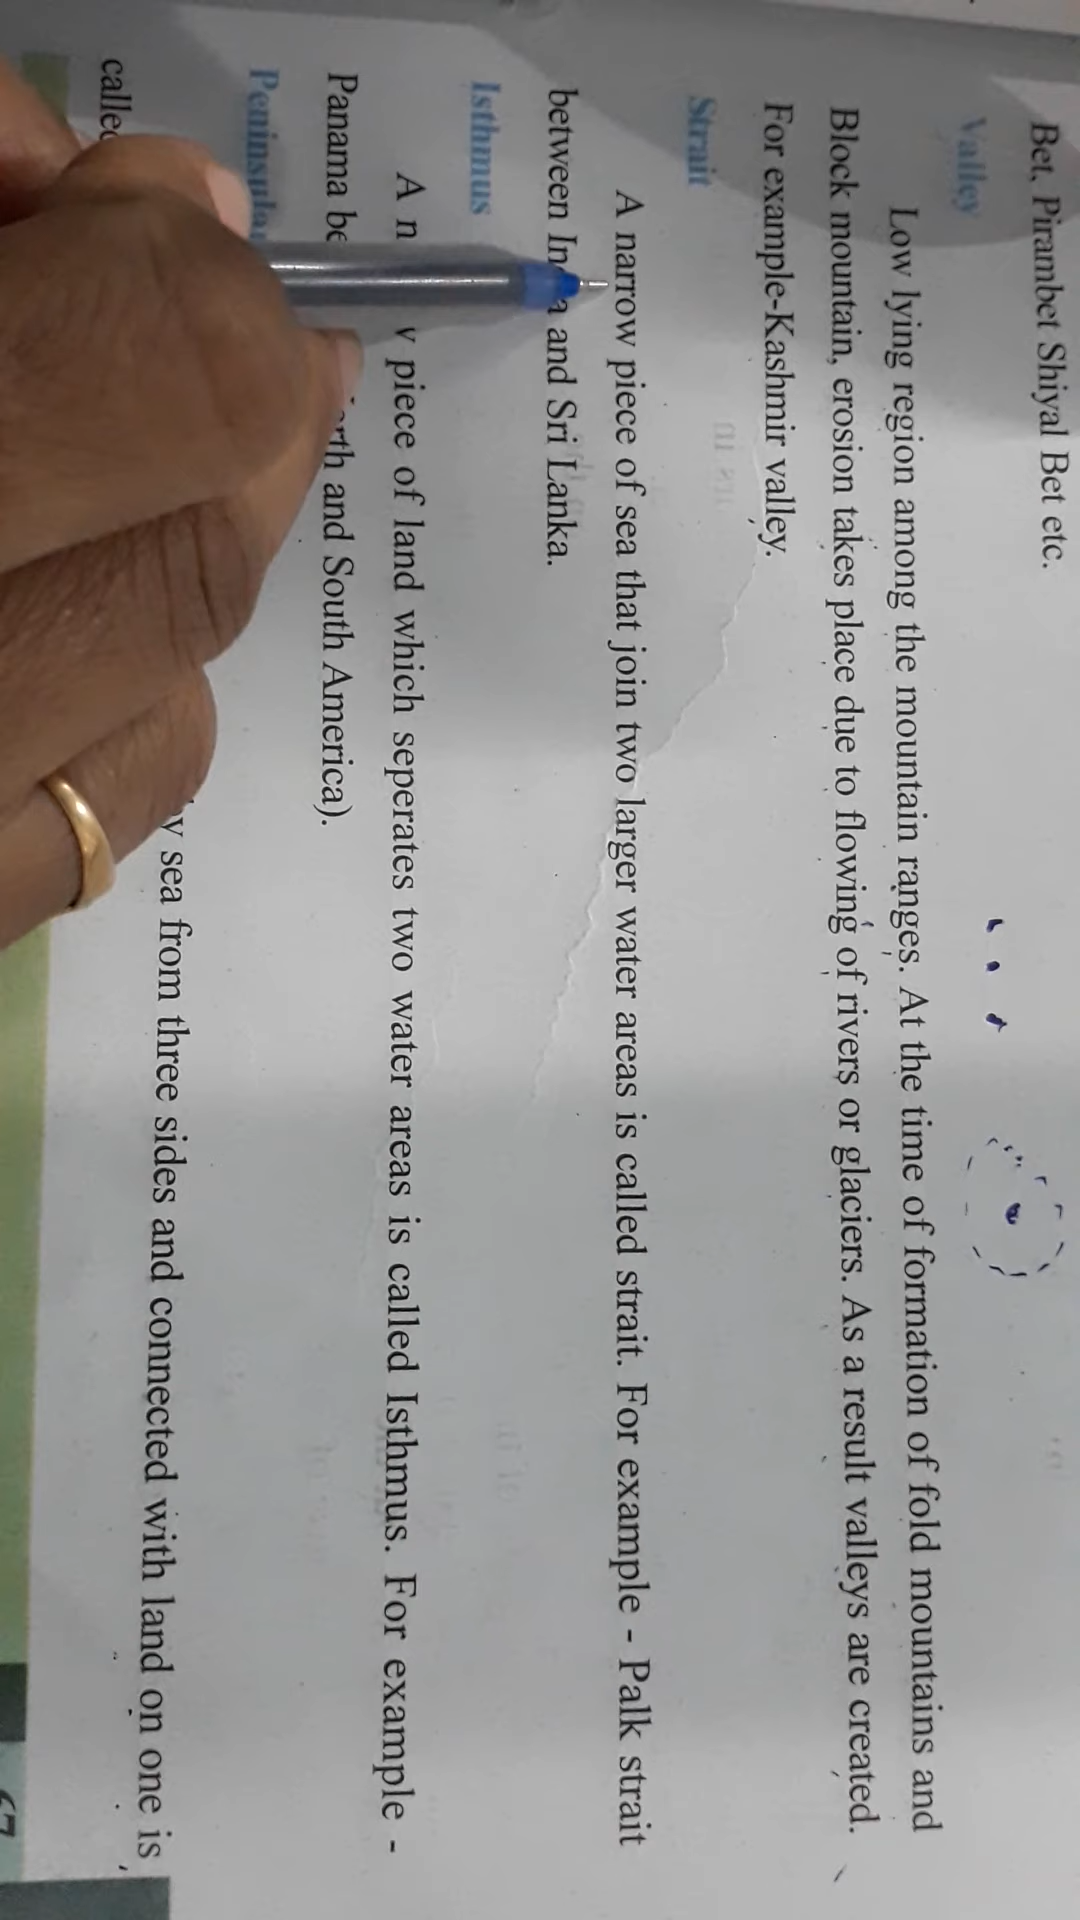 Bet, Pirambet Shiyal Bet etc.
Valley
Low lying region among the mountain ranges. At the time of formation of fold mountains and
Block mountain, erosion takes place due to flowing of rivers or glaciers. As a result valleys are created.
For example-Kashmir valley.
Strait
A narrow piece of sea that join two larger water areas is called strait. For example - Palk strait
between and Sri Lanka.
Isthmus
A piece of land which seperates two water areas is called Isthmus. For example -
Panama and South America).
sea from three sides and connected with land on one is
67